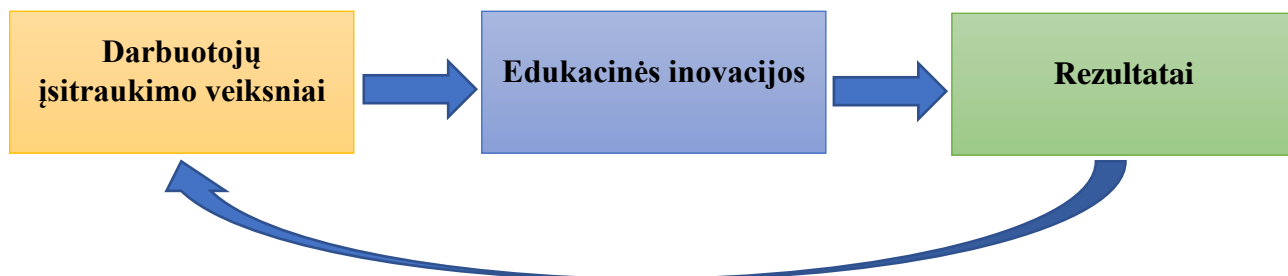 Darbuotojų
įsitraukimo veiksniai
Edukacinės inovacijos
Rezultatai